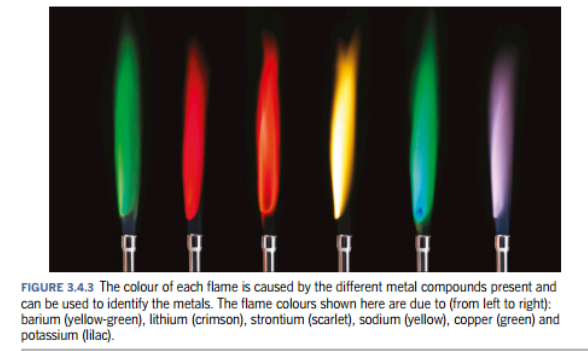 FIGURE 3.4.3 The colour of each flame is caused by the different metal compounds present and
can be used to identify the metals. The flame colours shown here are due to (from left to right):
barium (yellow-green), lithium (crimson), strontium (scarlet), sodium (yellow), copper (green) and
potassium (lilac).